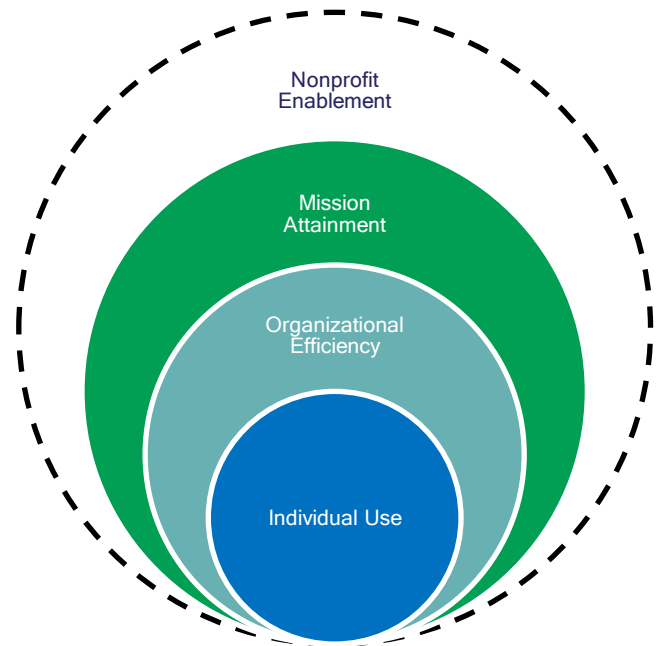 Nonprofit
Enablement
Mission
Attainment
Organizational
Efficiency
Individual Use